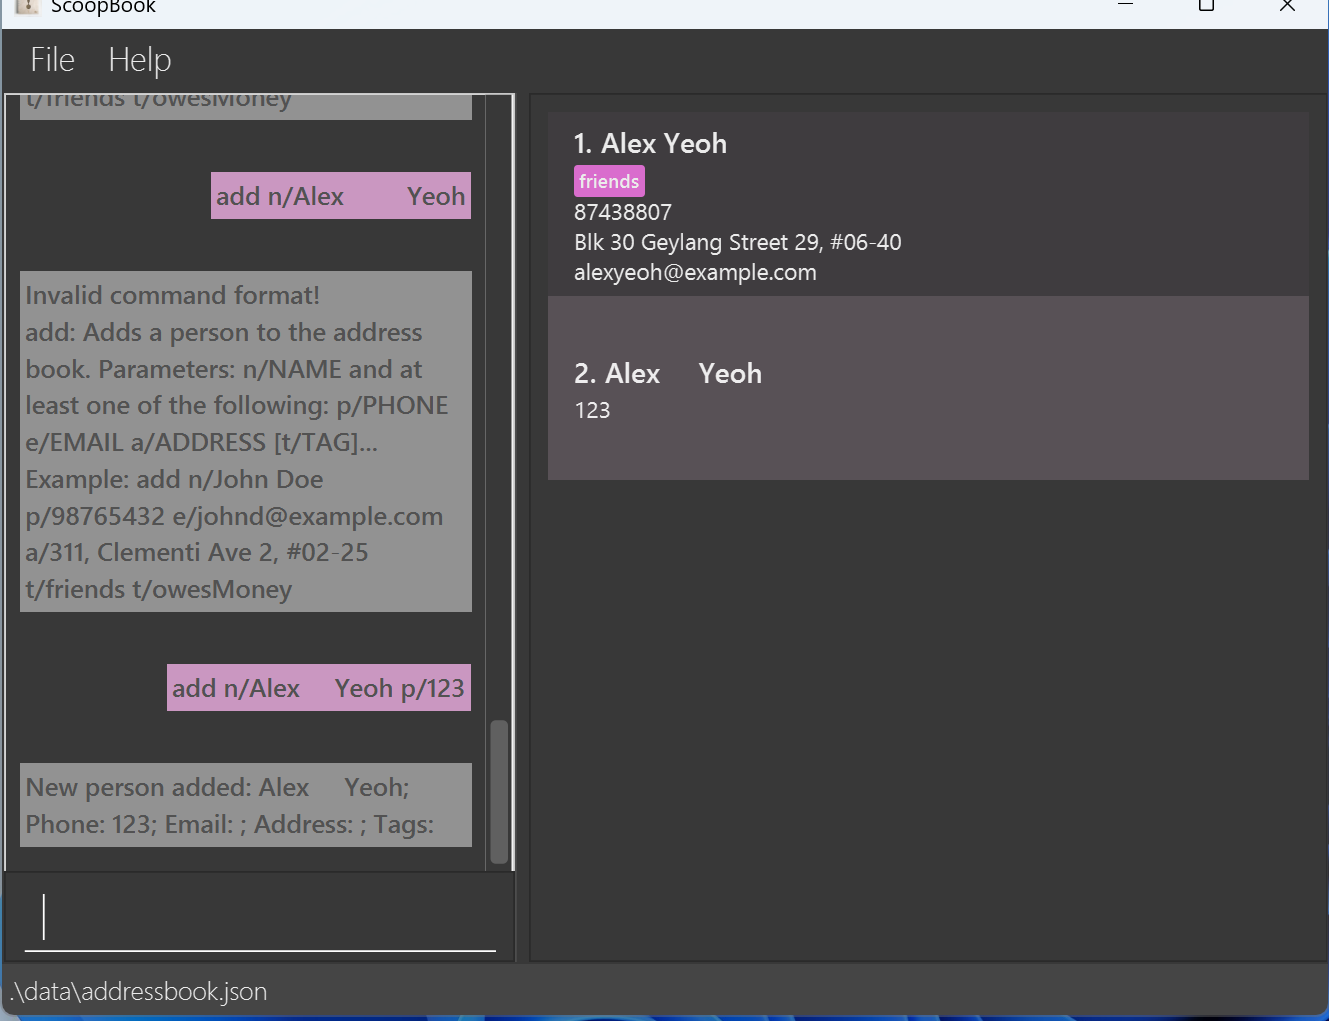 ScoopBook
File Help
t/friends t/owesMoney
add n/Alex     Yeoh
Invalid command format!
add: Adds a person to the address
book. Parameters: n/NAME and at
least one of the following: p/PHONE
e/EMAIL a/ADDRESS [t/TAG]...
Example: add n/John Doe
p/98765432 e/johnd@example.com
a/311, Clementi Ave 2, #02-25
t/friends t/owesMoney
add n/Alex     Yeoh p/123
New person added: Alex     Yeoh;
Phone: 123; Email: ; Address: ; Tags:
1. Alex Yeoh
friends
87438807
Blk 30 Geylang Street 29, #06-40
alexyeoh@example.com
2. Alex     Yeoh
123
.\data\addressbook.json